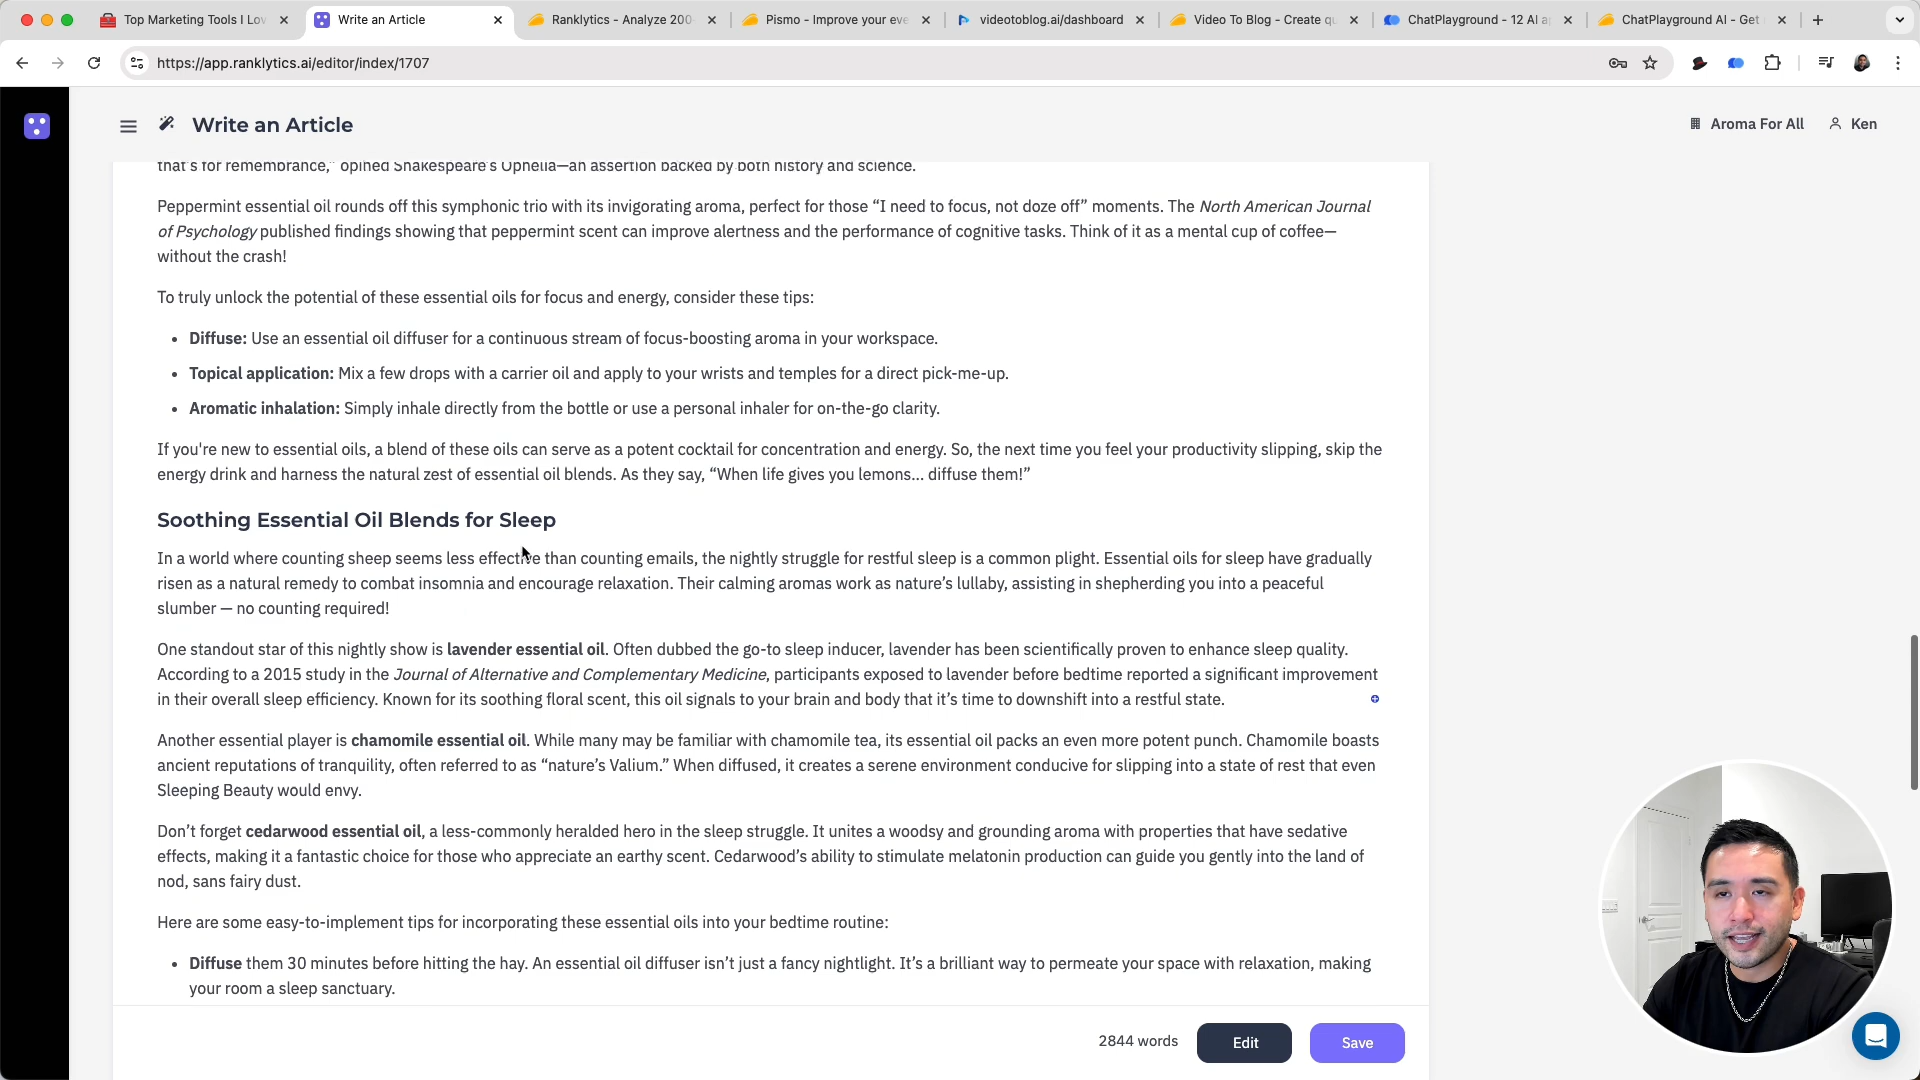 Top Marketing Tools I Lov
Write an Article
Ranklytics - Analyze 200
Pismo - Improve your eve
videotoblog.ai/dashboard
Video To Blog - Create qu
ChatPlayground - 12 AI a
ChatPlayground AI - Get
https://app.ranklytics.ai/editor/index/1707
Write an Article
Aroma For All
Ken
that's for remembrance," opined Shakespeare's Ophelia—an assertion backed by both history and science.
Peppermint essential oil rounds off this symphonic trio with its invigorating aroma, perfect for those “I need to focus, not doze off” moments. The North American Journal
of Psychology published findings showing that peppermint scent can improve alertness and the performance of cognitive tasks. Think of it as a mental cup of coffee—
without the crash!
To truly unlock the potential of these essential oils for focus and energy, consider these tips:
• Diffuse: Use an essential oil diffuser for a continuous stream of focus-boosting aroma in your workspace.
• Topical application: Mix a few drops with a carrier oil and apply to your wrists and temples for a direct pick-me-up.
• Aromatic inhalation: Simply inhale directly from the bottle or use a personal inhaler for on-the-go clarity.
If you're new to essential oils, a blend of these oils can serve as a potent cocktail for concentration and energy. So, the next time you feel your productivity slipping, skip the
energy drink and harness the natural zest of essential oil blends. As they say, “When life gives you lemons... diffuse them!”
Soothing Essential Oil Blends for Sleep
In a world where counting sheep seems less effective than counting emails, the nightly struggle for restful sleep is a common plight. Essential oils for sleep have gradually
risen as a natural remedy to combat insomnia and encourage relaxation. Their calming aromas work as nature’s lullaby, assisting in shepherding you into a peaceful
slumber — no counting required!
One standout star of this nightly show is lavender essential oil. Often dubbed the go-to sleep inducer, lavender has been scientifically proven to enhance sleep quality.
According to a 2015 study in the Journal of Alternative and Complementary Medicine, participants exposed to lavender before bedtime reported a significant improvement
in their overall sleep efficiency. Known for its soothing floral scent, this oil signals to your brain and body that it’s time to downshift into a restful state.
Another essential player is chamomile essential oil. While many may be familiar with chamomile tea, its essential oil packs an even more potent punch. Chamomile boasts
ancient reputations of tranquility, often referred to as “nature’s Valium.” When diffused, it creates a serene environment conducive for slipping into a state of rest that even
Sleeping Beauty would envy.
Don’t forget cedarwood essential oil, a less-commonly heralded hero in the sleep struggle. It unites a woodsy and grounding aroma with properties that have sedative
effects, making it a fantastic choice for those who appreciate an earthy scent. Cedarwood’s ability to stimulate melatonin production can guide you gently into the land of
nod, sans fairy dust.
Here are some easy-to-implement tips for incorporating these essential oils into your bedtime routine:
• Diffuse them 30 minutes before hitting the hay. An essential oil diffuser isn’t just a fancy nightlight. It’s a brilliant way to permeate your space with relaxation, making
your room a sleep sanctuary.
2844 words
Edit
Save